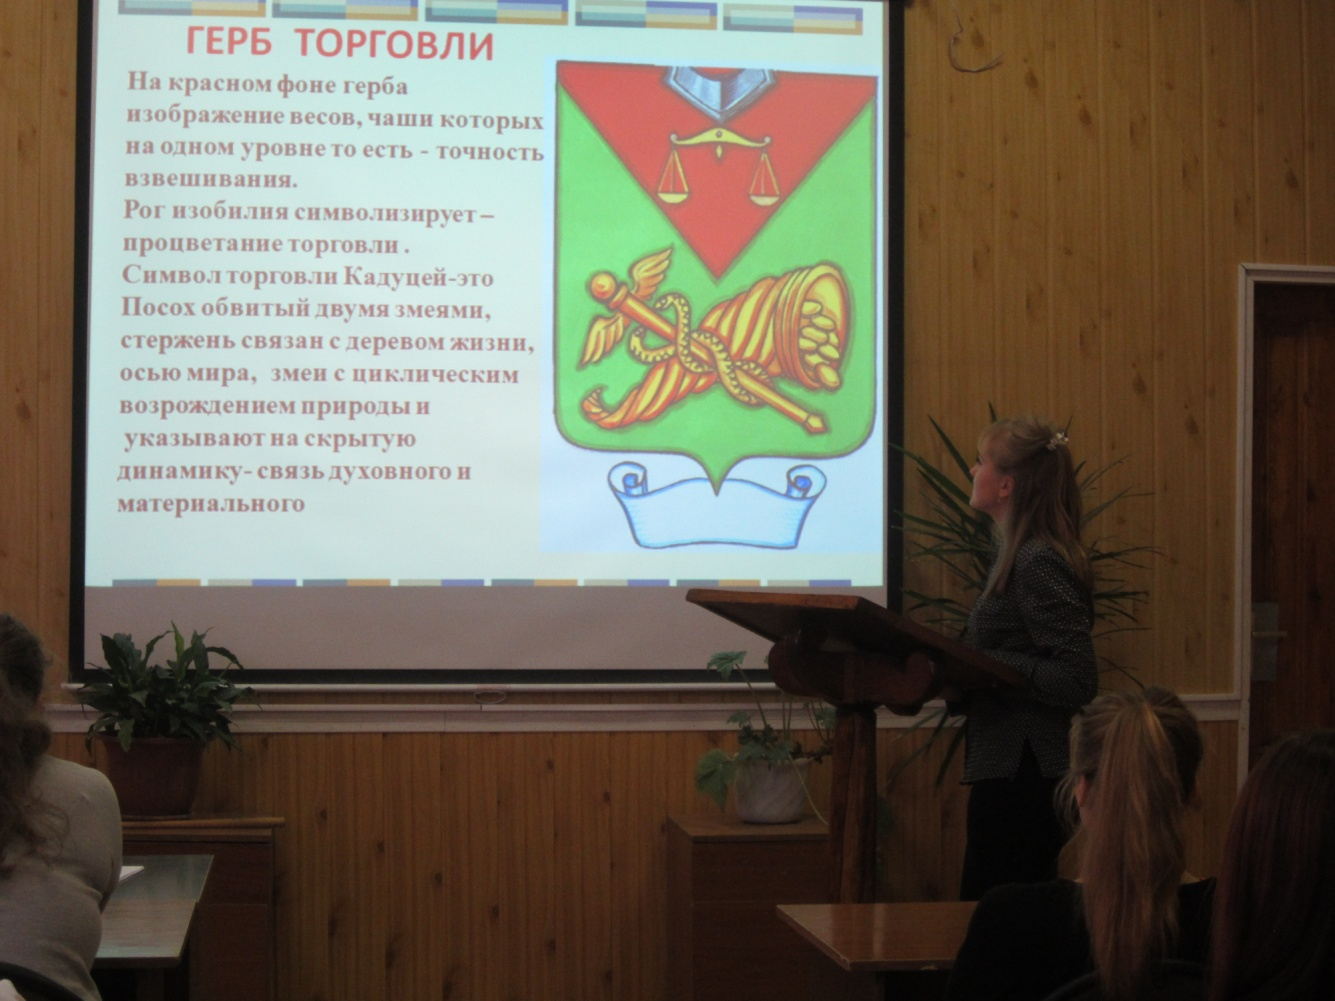 ГЕРБ ТОРГОВЛИ
На красном фоне герба
изображение весов, чаши которых
на одном уровне то есть - точность
взвешивания.
Рог изобилия символизирует –
процветание торговли .
Символ торговли Кадуцей-это
Посох обвитый двумя змеями,
стержень связан с деревом жизни,
осью мира, змеи с циклическим
возрождением природы и
указывают на скрытую
динамику- связь духовного и
материального